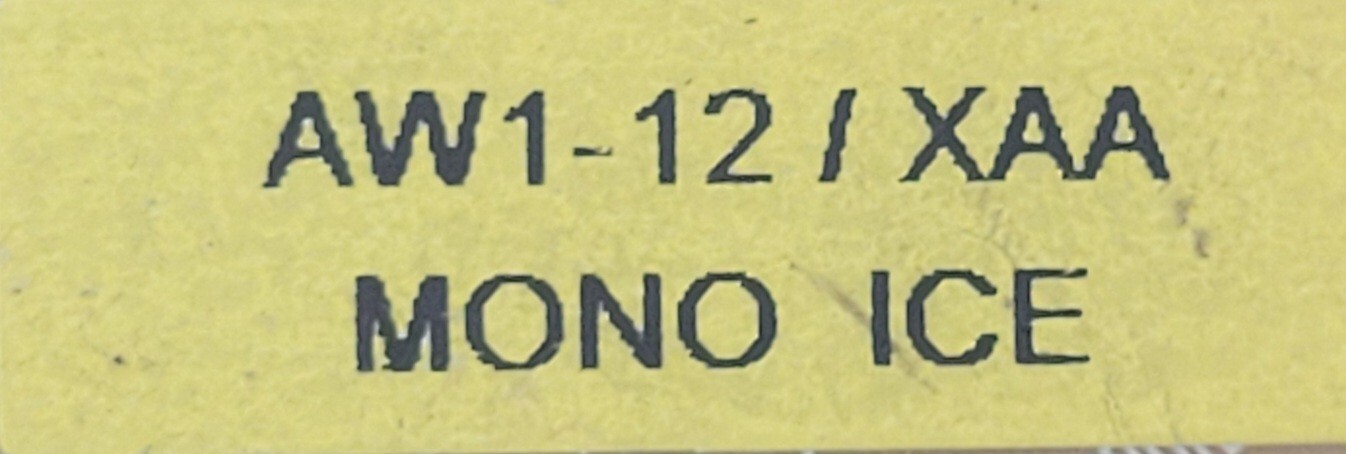 AW1-12 / XAA
MONO ICE